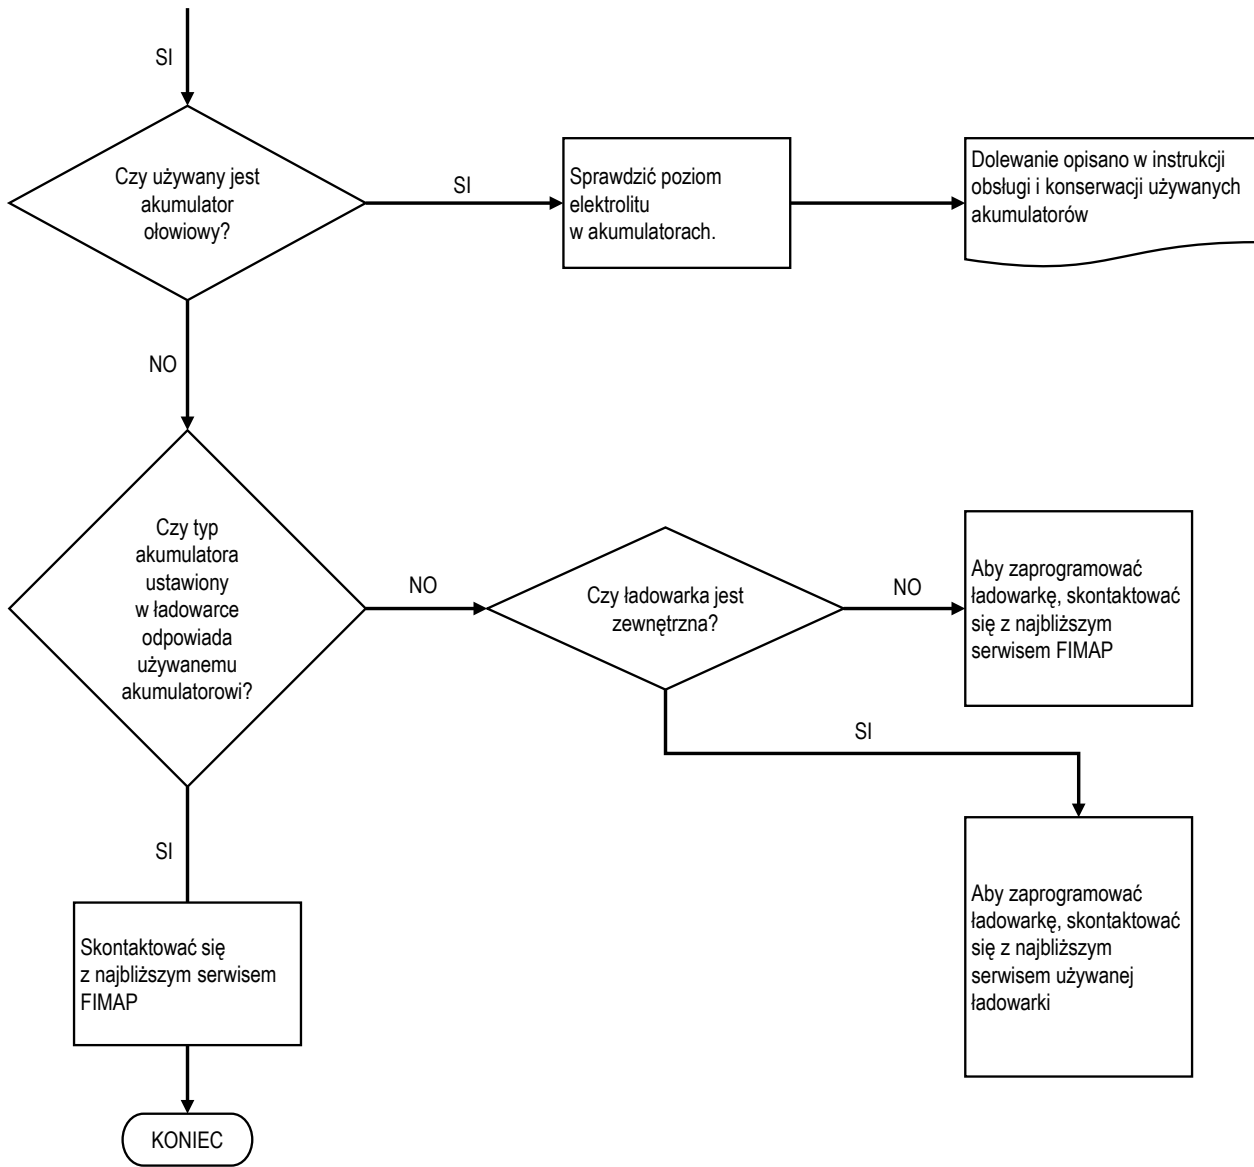 SI
Czy używany jest
akumulator
ołowiowy?
SI
Sprawdzić poziom
elektrolitu
w akumulatorach.
Dolewanie opisano w instrukcji
obsługi i konserwacji używanych
akumulatorów
NO
Czy typ
akumulatora
ustawiony
w ładowarce
odpowiada
używanemu
akumulatorowi?
NO
Czy ładowarka jest
zewnętrzna?
NO
Aby zaprogramować
ładowarkę, skontaktować
się z najbliższym
serwisem FIMAP
SI
Aby zaprogramować
ładowarkę, skontaktować
się z najbliższym
serwisem używanej
ładowarki
SI
Skontaktować się
z najbliższym serwisem
FIMAP
KONIEC